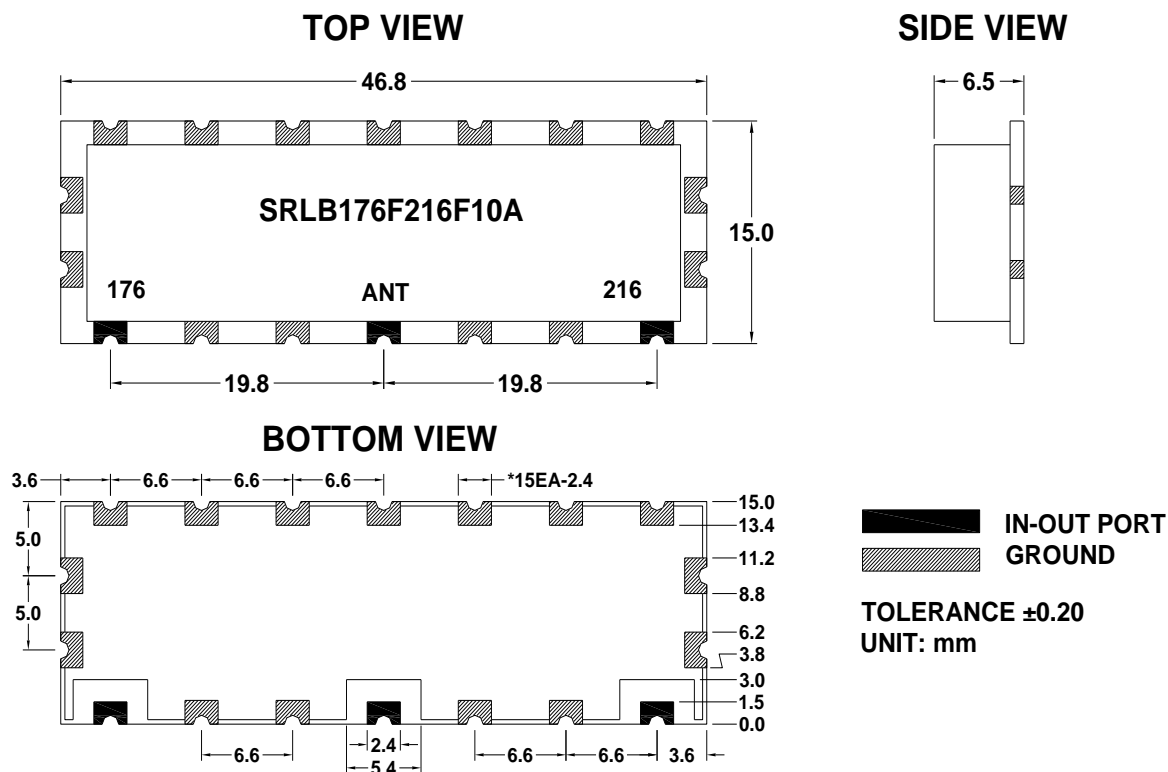 TOP VIEW
SIDE VIEW
46.8
6.5
SRLB176F216F10A
15.0
176
ANT
216
19.8
19.8
BOTTOM VIEW
3.6
6.6
6.6
6.6
*15EA-2.4
15.0
13.4
11.2
8.8
6.2
3.8
3.0
1.5
0.0
5.0
5.0
IN-OUT PORT
GROUND
TOLERANCE ±0.20
UNIT: mm
6.6
2.4
5.4
6.6
6.6
3.6